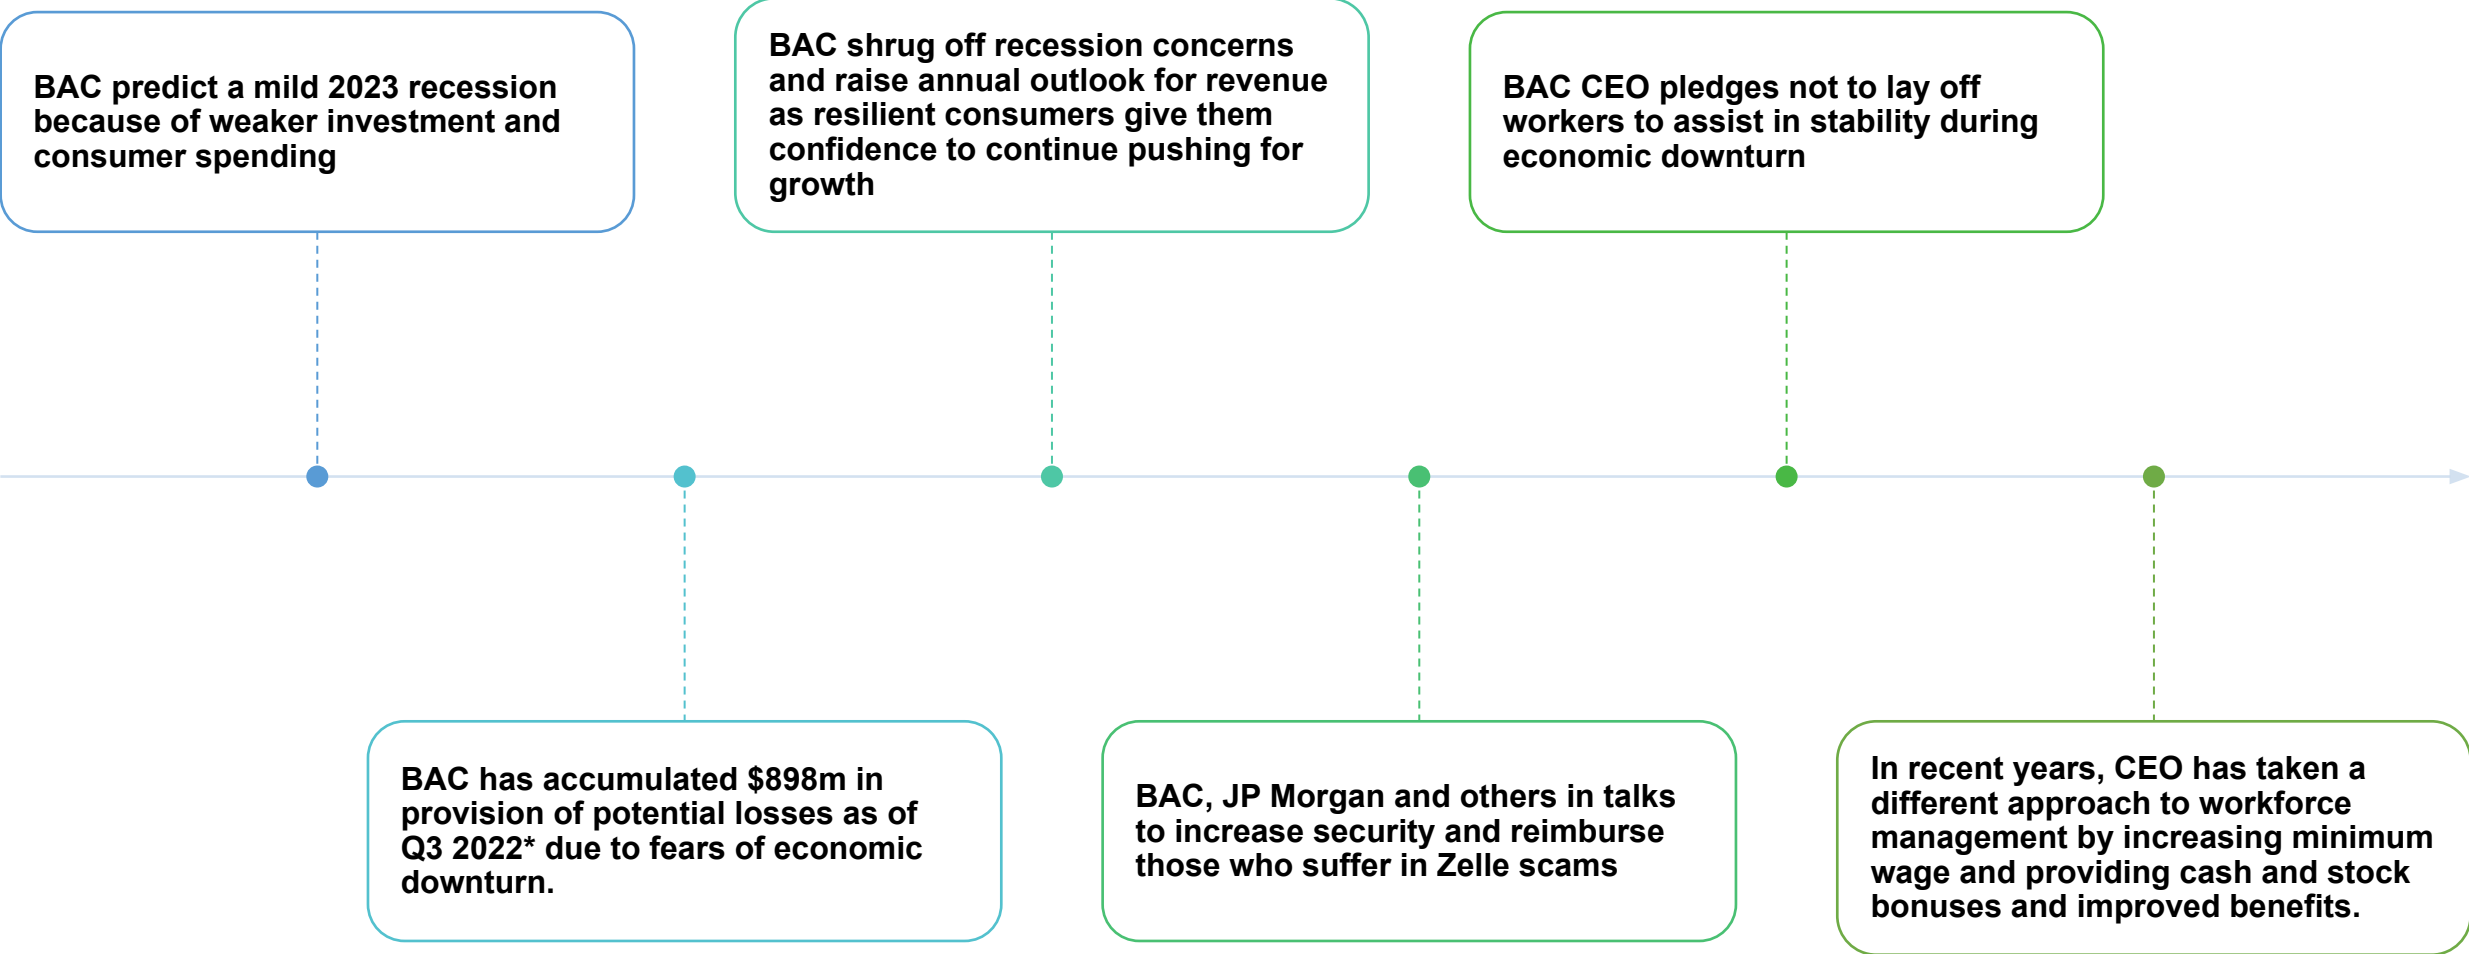 BAC predict a mild 2023 recession
because of weaker investment and
consumer spending
BAC has accumulated $898m in
provision of potential losses as of
Q3 2022* due to fears of economic
downturn.
BAC shrug off recession concerns
and raise annual outlook for revenue
as resilient consumers give them
confidence to continue pushing for
growth
BAC, JP Morgan and others in talks
to increase security and reimburse
those who suffer in Zelle scams
BAC CEO pledges not to lay off
workers to assist in stability during
economic downturn
In recent years, CEO has taken a
different approach to workforce
management by increasing minimum
wage and providing cash and stock
bonuses and improved benefits.